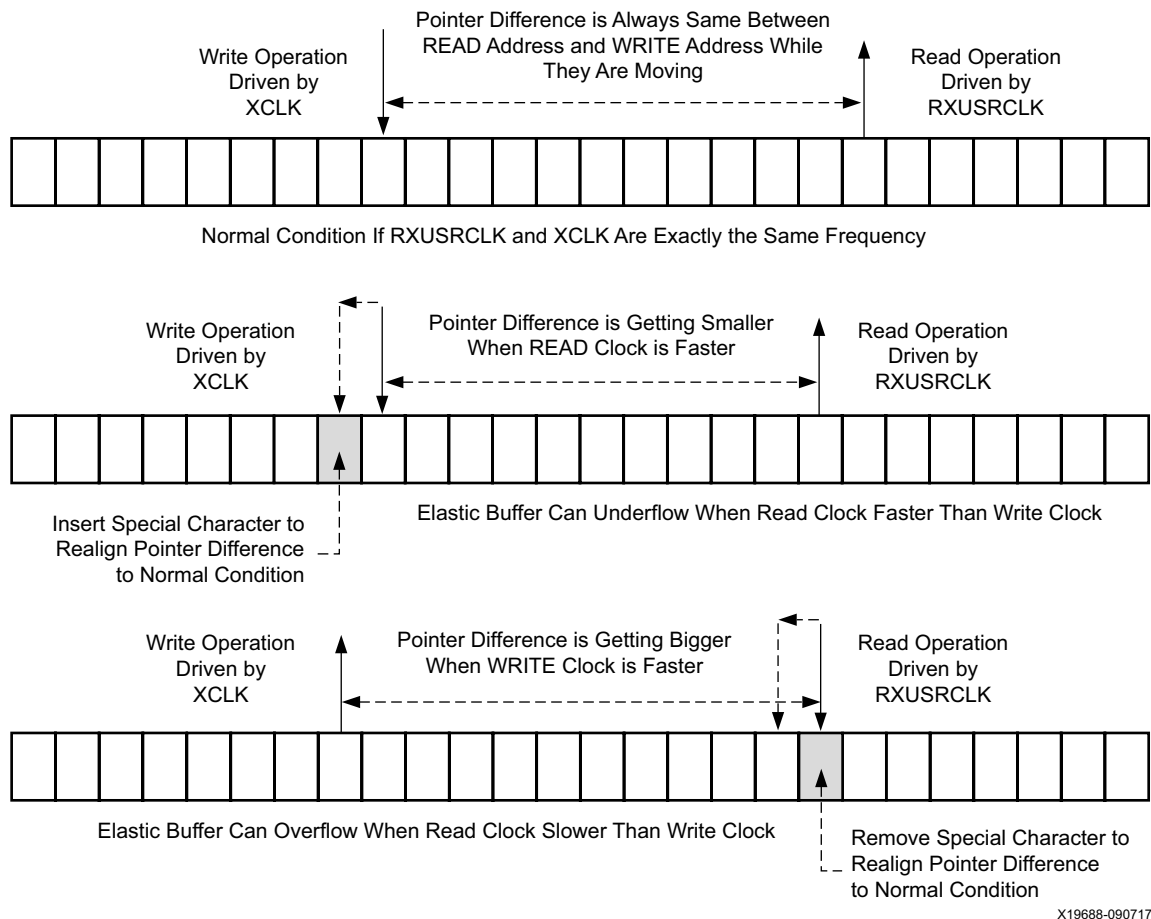 Pointer Difference is Always Same Between
READ Address and WRITE Address While
They Are Moving
Write Operation
Driven by
XCLK
Read Operation
Driven by
RXUSRCLK
Normal Condition If RXUSRCLK and XCLK Are Exactly the Same Frequency
Write Operation
Driven by
XCLK
Pointer Difference is Getting Smaller
When READ Clock is Faster
Read Operation
Driven by
RXUSRCLK
Insert Special Character to
Realign Pointer Difference
to Normal Condition
Elastic Buffer Can Underflow When Read Clock Faster Than Write Clock
Write Operation
Driven by
XCLK
Pointer Difference is Getting Bigger
When WRITE Clock is Faster
Read Operation
Driven by
RXUSRCLK
Elastic Buffer Can Overflow When Read Clock Slower Than Write Clock
Remove Special Character to
Realign Pointer Difference
to Normal Condition
X19688-090717